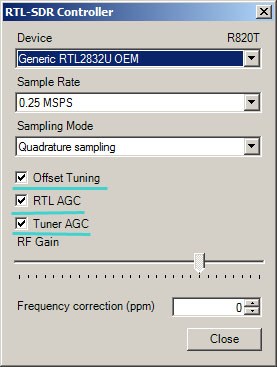 RTL-SDR Controller
Device R820T
Generic RTL2832U OEM
Sample Rate
0.25 MSPS
Sampling Mode
Quadrature sampling
Offset Tuning
RTL AGC
Tuner AGC
RF Gain
Frequency correction (ppm) 0
Close